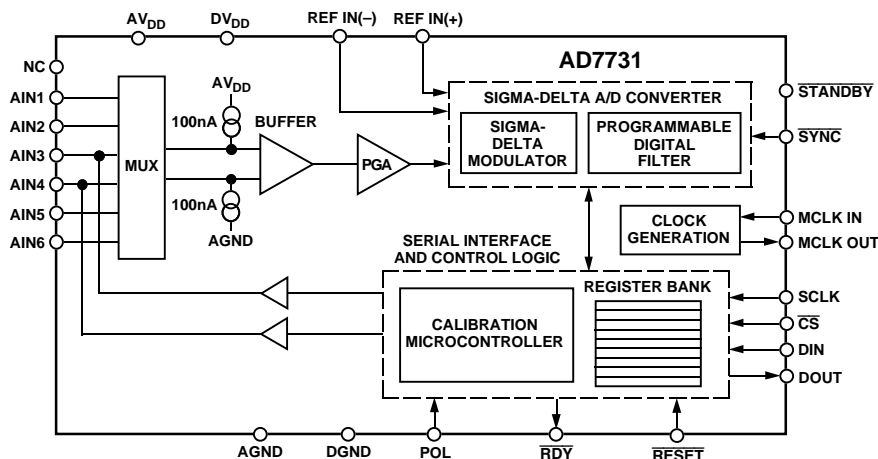 AVDD DVDD REF IN(–) REF IN(+)
AD7731
NC
AIN1
AIN2
AIN3
AIN4
AIN5
AIN6
MUX
AVDD
100nA
BUFFER
PGA
100nA
AGND
SIGMA-DELTA A/D CONVERTER
SIGMA-
DELTA
MODULATOR
PROGRAMMABLE
DIGITAL
FILTER
STANDBY
SYNC
CLOCK
GENERATION
MCLK IN
MCLK OUT
SERIAL INTERFACE
AND CONTROL LOGIC
REGISTER BANK
CALIBRATION
MICROCONTROLLER
SCLK
CS
DIN
DOUT
AGND DGND POL RDY RESET